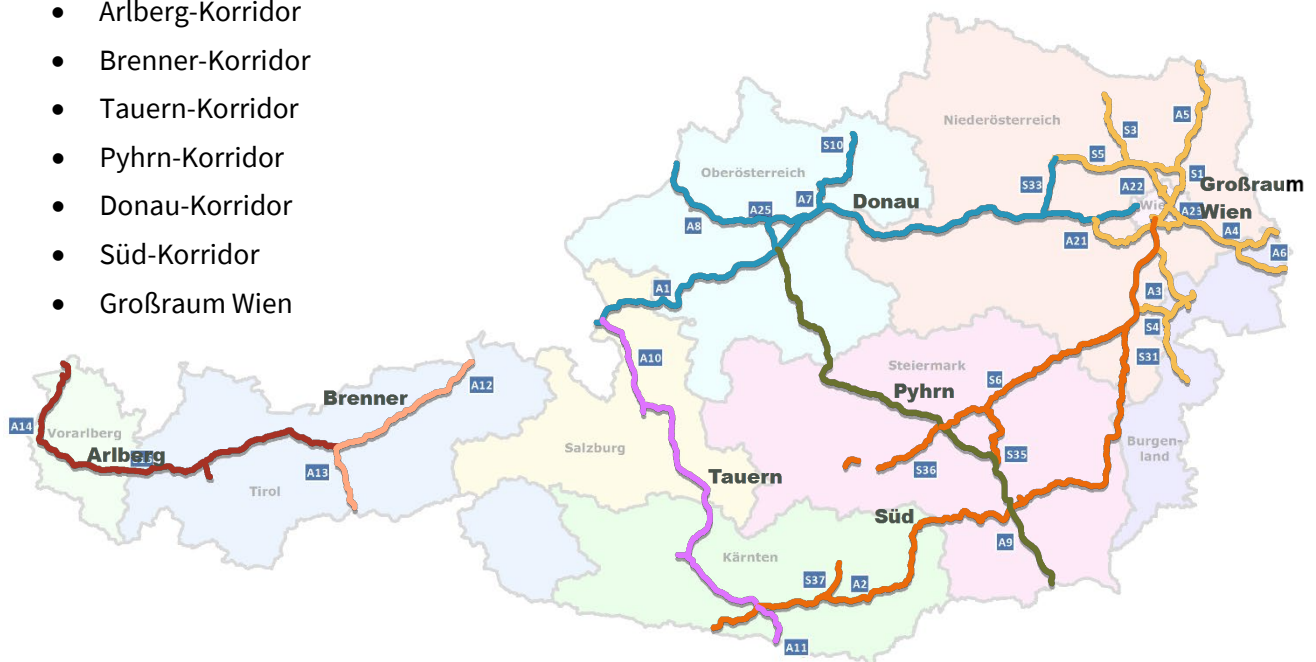 • Arlberg-Korridor
• Brenner-Korridor
• Tauern-Korridor
• Pyhrn-Korridor
• Donau-Korridor
• Süd-Korridor
• Großraum Wien
A5
S3
Niederösterreich
S10
S5
Oberösterreich
S1
S33
A22
Großraum
A7
Donau
Wie
A23
Wien
A25
A8
A4
A21
A6
A1
A3
S4
A10
S31
Steiermark
A12
S6
Brenner
Pyhrn
A14
Vorarlberg
Salzburg
Burgen-
land
Arlberg
S35
A13
S36
Tauern
Tirol
Süd
A9
Kärnten
S37
A2
A11